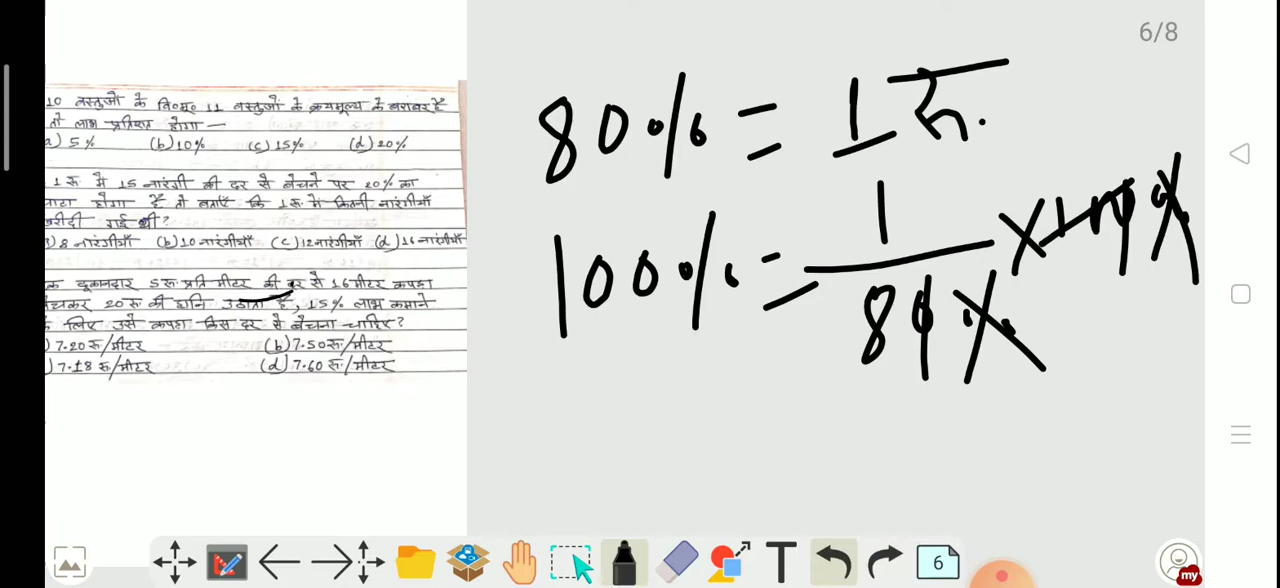 10 वस्तुओं के वि०मू० 11 वस्तुओं के क्रयमूल्य के बराबर है
तो लाभ प्रतिशत होगा —
a) 5% (b) 10% (c) 15% (d) 20%
1 रु. में 15 नारंगी की दर से बेचने पर 20% का
घाटा होगा है तो बताएं कि 1 रु. में कितनी नारंगीयाँ
खरीदी गई थी?
8 नारंगीयाँ (b) 10 नारंगीयाँ (c) 12 नारंगीयाँ (d) 16 नारंगीयाँ
एक दूकानदार 5 रु. प्रति मीटर की दर से 16 मीटर कपड़ा
बेचकर 20 रु की हानि उठाता है, 15% लाभ कमाने
के लिए उसे कपड़ा किस दर से बेचना चाहिए?
) 7.20 रु./मीटर (b) 7.50 रु./मीटर
) 7.18 रु./मीटर (d) 7.60 रु./मीटर
6/8
80% = 1 रु.
100% = 1/80% × 100%
T
6
my